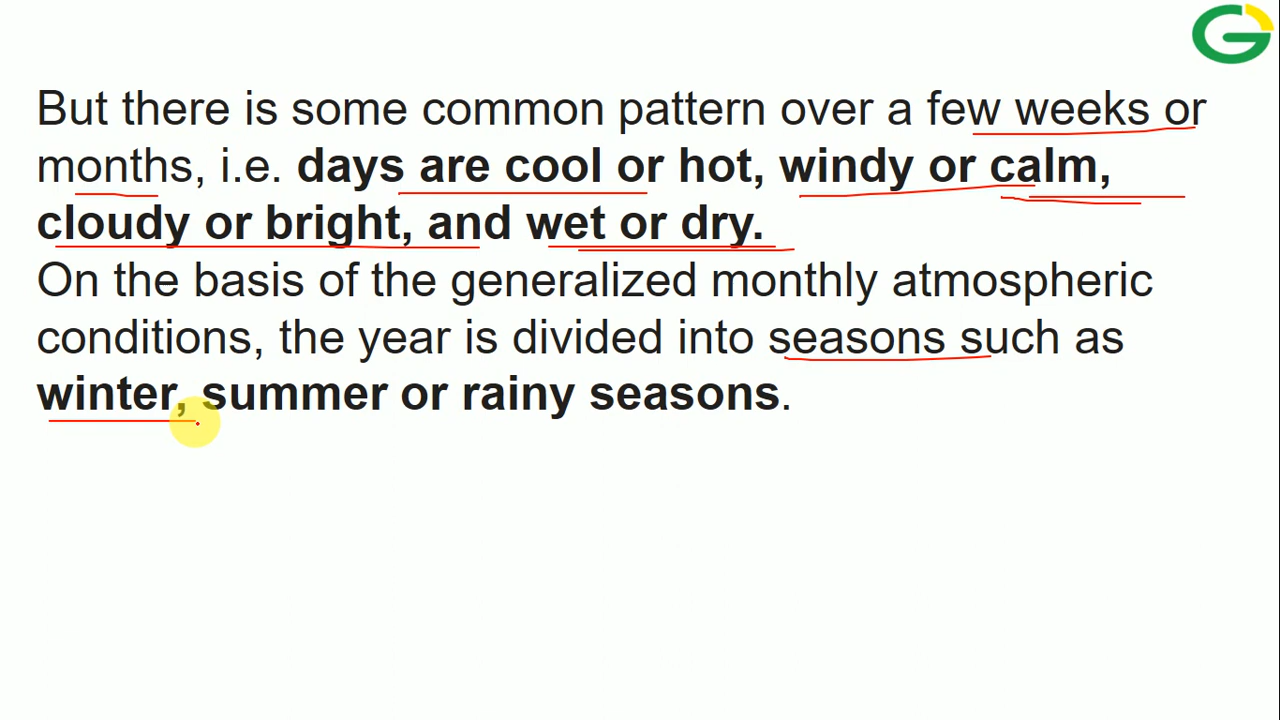 But there is some common pattern over a few weeks or
months, i.e. days are cool or hot, windy or calm,
cloudy or bright, and wet or dry.
On the basis of the generalized monthly atmospheric
conditions, the year is divided into seasons such as
winter, summer or rainy seasons.